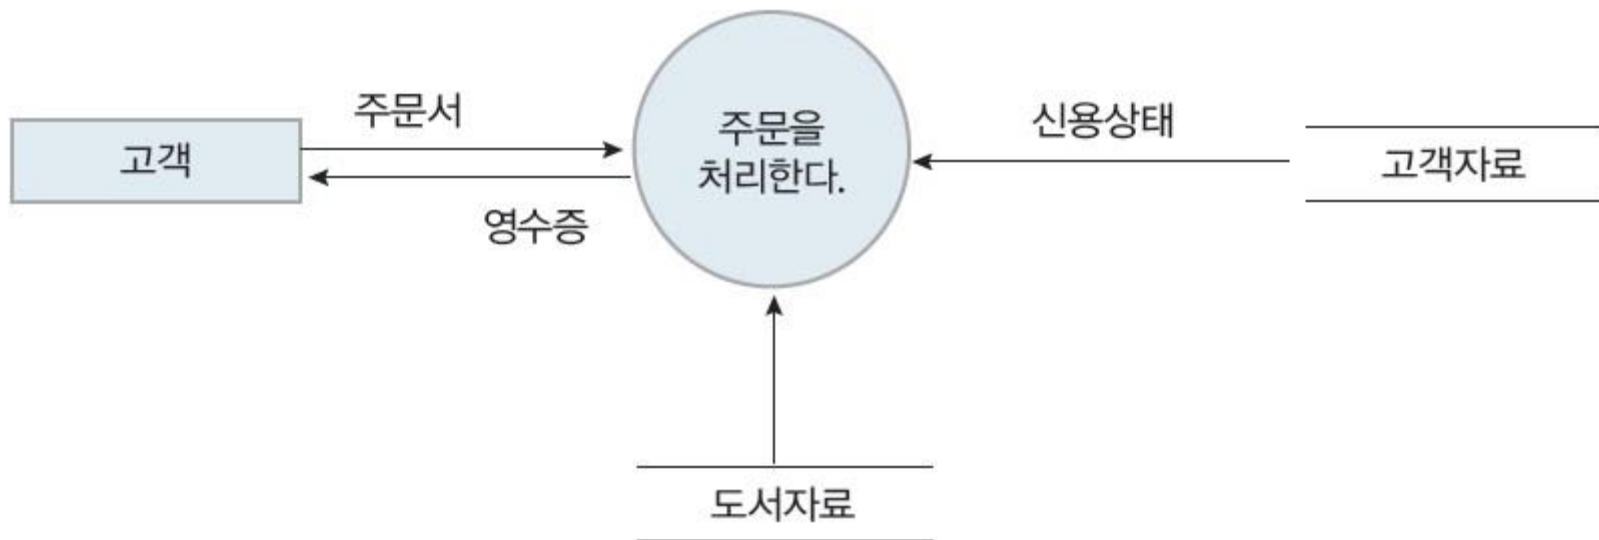 주문서
고객
영수증
주문을
처리한다.
신용상태
고객자료
도서자료